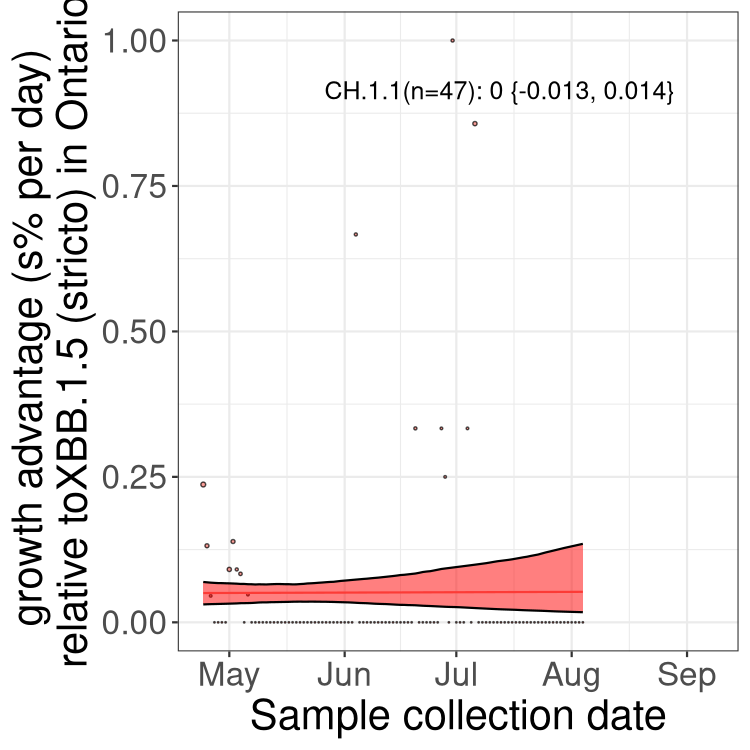 growth advantage (s% per day)
relative toXBB.1.5 (stricto) in Ontario
1.00
0.75
0.50
0.25
0.00
CH.1.1(n=47): 0 {-0.013, 0.014}
May Jun Jul Aug Sep
Sample collection date